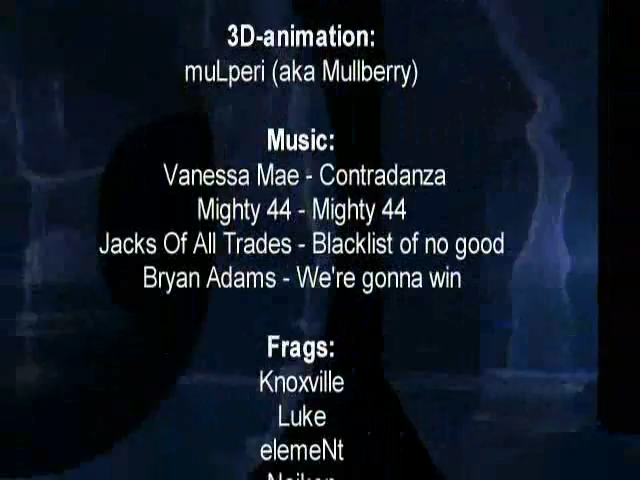 3D-animation:
muLperi (aka Mullberry)
Music:
Vanessa Mae - Contradanza
Mighty 44 - Mighty 44
Jacks Of All Trades - Blacklist of no good
Bryan Adams - We're gonna win
Frags:
Knoxville
Luke
elemeNt